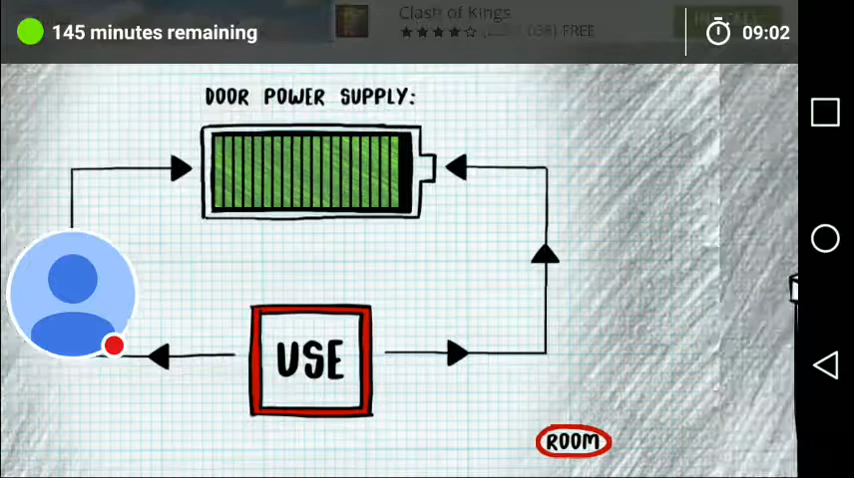 Clash of Kings
FREE
145 minutes remaining
09:02
DOOR POWER SUPPLY:
USE
ROOM